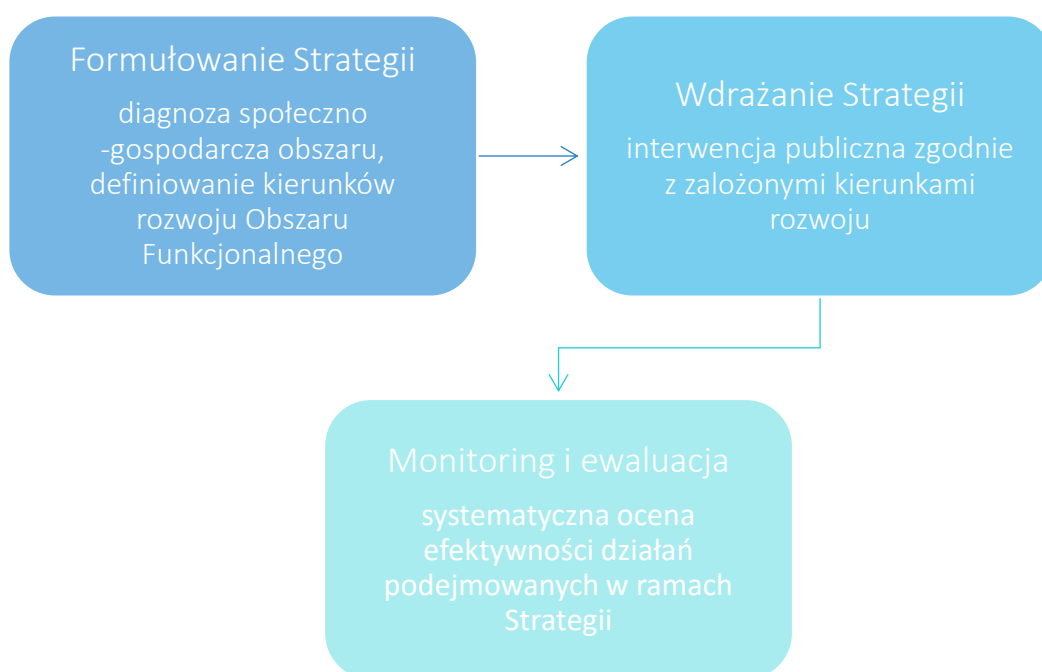 Formułowanie Strategii
diagnoza społeczno
-gospodarcza obszaru,
definiowanie kierunków
rozwoju Obszaru
Funkcjonalnego
Wdrażanie Strategii
interwencja publiczna zgodnie
z zalożonymi kierunkami
rozwoju
Monitoring i ewaluacja
systematyczna ocena
efektywności działań
podejmowanych w ramach
Strategii